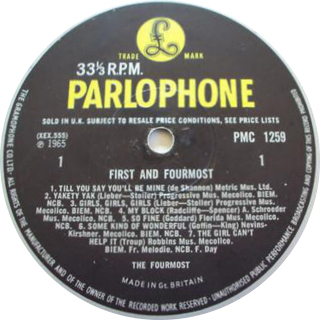 TRADE MARK
33⅓ R.P.M.
PARLOPHONE
SOLD IN U.K. SUBJECT TO RESALE PRICE CONDITIONS, SEE PRICE LISTS
(XEX.555)
℗ 1965
PMC 1259
1
1
FIRST AND FOURMOST
1. TILL YOU SAY YOU'LL BE MINE (de Shannon) Metric Mus. Ltd.
2. YAKETY YAK (Lieber—Stoller) Progressive Mus. Mecolico. BIEM.
NCB. 3. GIRLS, GIRLS, GIRLS (Lieber—Stoller) Progressive Mus.
Mecolico. BIEM. NCB. 4. MY BLOCK (Radcliffe—Spencer) A. Schroeder
Mus. Mecolico. 5. SO FINE (Goddard) Florida Mus. Mecolico.
NCB. 6. SOME KIND OF WONDERFUL (Goffin—King) Nevins-
Kirshner. Mecolico. BIEM. NCB. 7. THE GIRL CAN'T
HELP IT (Troup) Robbins Mus. Mecolico.
BIEM. Fr. Melodie. NCB. F. Day
THE FOURMOST
MADE IN GT. BRITAIN
THE GRAMOPHONE CO. LTD. ALL RIGHTS OF THE MANUFACTURER AND OF THE OWNER OF THE RECORDED WORK RESERVED UNAUTHORISED PUBLIC PERFORMANCE BROADCASTING AND COPYING OF THIS RECORD PROHIBITED